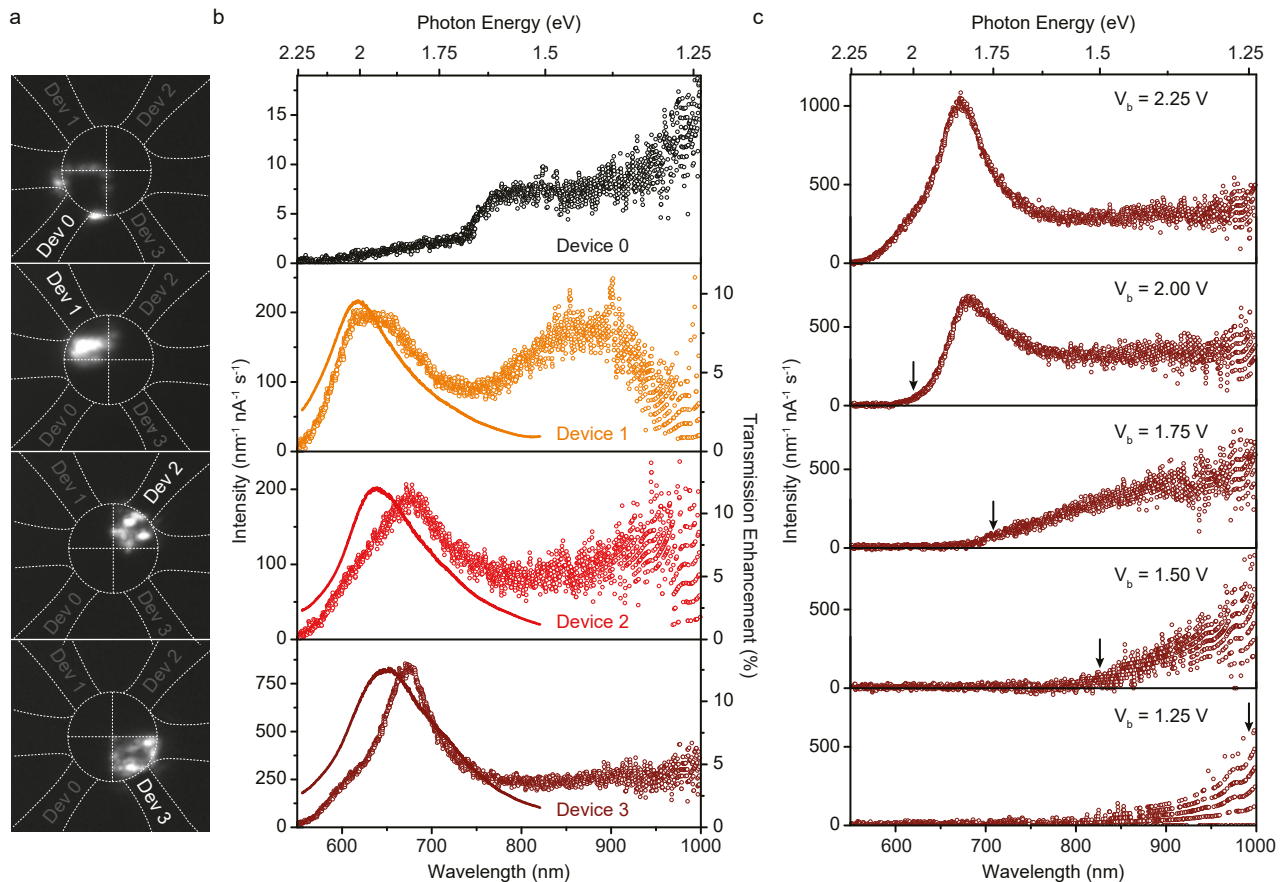 a
b
c
Dev 1
Dev 2
Dev 0
Dev 3
Dev 1
Dev 2
Dev 0
Dev 3
Dev 1
Dev 2
Dev 0
Dev 3
Dev 1
Dev 2
Dev 0
Dev 3
Photon Energy (eV)
2.25 2 1.75 1.5 1.25
15
10
5
0
Device 0
200
100
0
10
5
0
Device 1
200
100
0
10
5
0
Device 2
750
500
250
0
10
5
0
Device 3
Intensity (nm⁻¹ nA⁻¹ s⁻¹)
Transmission Enhancement (%)
600 700 800 900 1000
Wavelength (nm)
Photon Energy (eV)
2.25 2 1.75 1.5 1.25
1000
500
0
V_b = 2.25 V
500
0
V_b = 2.00 V
500
0
V_b = 1.75 V
500
0
V_b = 1.50 V
500
0
V_b = 1.25 V
Intensity (nm⁻¹ nA⁻¹ s⁻¹)
600 700 800 900 1000
Wavelength (nm)